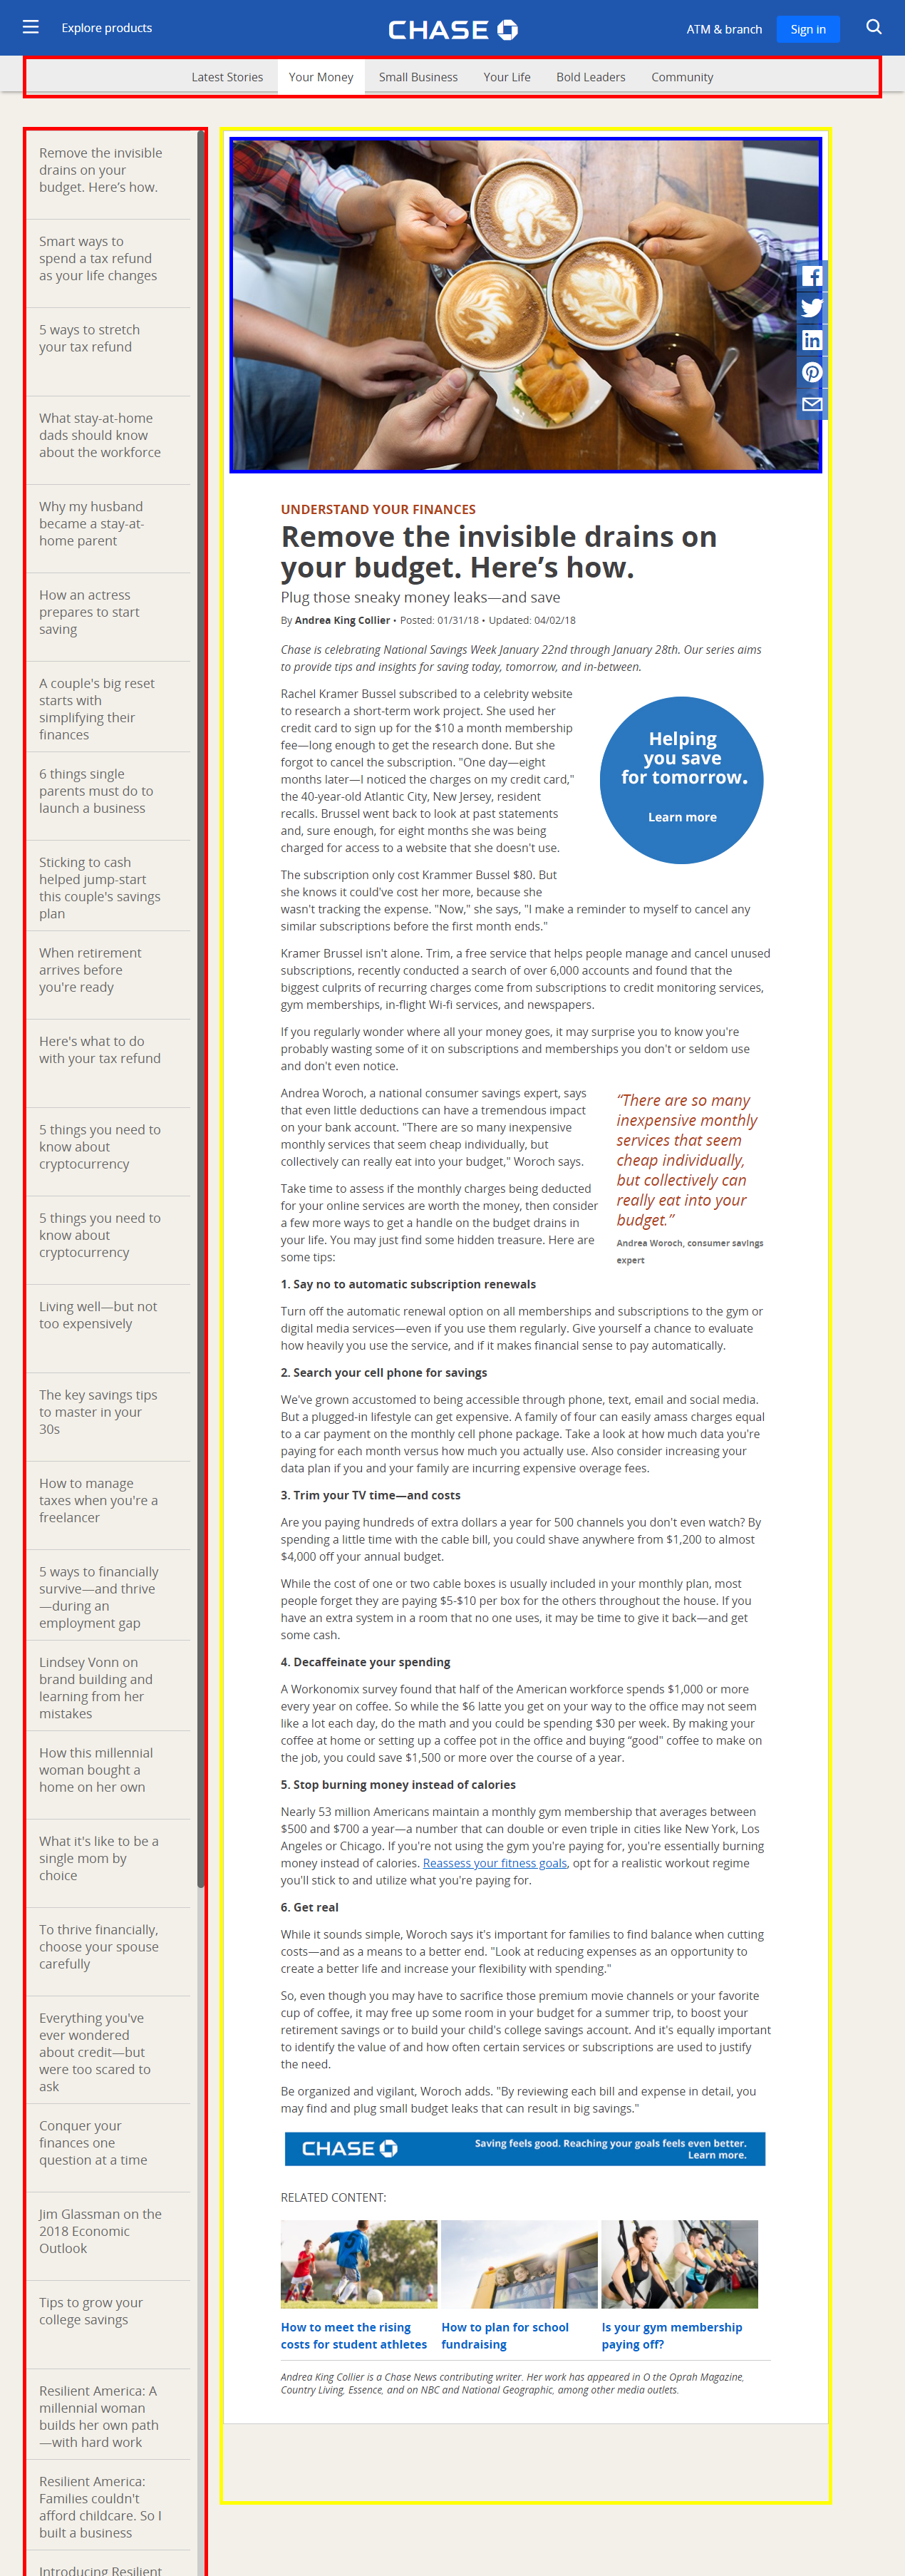 Explore products
CHASE
ATM & branch
Sign in
Latest Stories
Your Money
Small Business
Your Life
Bold Leaders
Community
Remove the invisible
drains on your
budget. Here's how.
Smart ways to
spend a tax refund
as your life changes
5 ways to stretch
your tax refund
What stay-at-home
dads should know
about the workforce
Why my husband
became a stay-at-
home parent
How an actress
prepares to start
saving
A couple's big reset
starts with
simplifying their
finances
6 things single
parents must do to
launch a business
Sticking to cash
helped jump-start
this couple's savings
plan
When retirement
arrives before
you're ready
Here's what to do
with your tax refund
5 things you need to
know about
cryptocurrency
5 things you need to
know about
cryptocurrency
Living well—but not
too expensively
The key savings tips
to master in your
30s
How to manage
taxes when you're a
freelancer
5 ways to financially
survive—and thrive
—during an
employment gap
Lindsey Vonn on
brand building and
learning from her
mistakes
How this millennial
woman bought a
home on her own
What it's like to be a
single mom by
choice
To thrive financially,
choose your spouse
carefully
Everything you've
ever wondered
about credit—but
were too scared to
ask
Conquer your
finances one
question at a time
Jim Glassman on the
2018 Economic
Outlook
Tips to grow your
college savings
Resilient America: A
millennial woman
builds her own path
—with hard work
Resilient America:
Families couldn't
afford childcare. So I
built a business
Introducing Resilient
UNDERSTAND YOUR FINANCES
Remove the invisible drains on
your budget. Here's how.
Plug those sneaky money leaks—and save
By Andrea King Collier • Posted: 01/31/18 • Updated: 04/02/18
Chase is celebrating National Savings Week January 22nd through January 28th. Our series aims
to provide tips and insights for saving today, tomorrow, and in-between.
Rachel Kramer Bussel subscribed to a celebrity website
to research a short-term work project. She used her
credit card to sign up for the $10 a month membership
fee—long enough to get the research done. But she
forgot to cancel the subscription. "One day—eight
months later—I noticed the charges on my credit card,"
the 40-year-old Atlantic City, New Jersey, resident
recalls. Brussel went back to look at past statements
and, sure enough, for eight months she was being
charged for access to a website that she doesn't use.
Helping
you save
for tomorrow.
Learn more
The subscription only cost Krammer Bussel $80. But
she knows it could've cost her more, because she
wasn't tracking the expense. "Now," she says, "I make a reminder to myself to cancel any
similar subscriptions before the first month ends."
Kramer Brussel isn't alone. Trim, a free service that helps people manage and cancel unused
subscriptions, recently conducted a search of over 6,000 accounts and found that the
biggest culprits of recurring charges come from subscriptions to credit monitoring services,
gym memberships, in-flight Wi-fi services, and newspapers.
If you regularly wonder where all your money goes, it may surprise you to know you're
probably wasting some of it on subscriptions and memberships you don't or seldom use
and don't even notice.
Andrea Woroch, a national consumer savings expert, says
that even little deductions can have a tremendous impact
on your bank account. "There are so many inexpensive
monthly services that seem cheap individually, but
collectively can really eat into your budget," Woroch says.
“There are so many
inexpensive monthly
services that seem
cheap individually,
but collectively can
really eat into your
budget.”
Andrea Woroch, consumer savings
expert
Take time to assess if the monthly charges being deducted
for your online services are worth the money, then consider
a few more ways to get a handle on the budget drains in
your life. You may just find some hidden treasure. Here are
some tips:
1. Say no to automatic subscription renewals
Turn off the automatic renewal option on all memberships and subscriptions to the gym or
digital media services—even if you use them regularly. Give yourself a chance to evaluate
how heavily you use the service, and if it makes financial sense to pay automatically.
2. Search your cell phone for savings
We've grown accustomed to being accessible through phone, text, email and social media.
But a plugged-in lifestyle can get expensive. A family of four can easily amass charges equal
to a car payment on the monthly cell phone package. Take a look at how much data you're
paying for each month versus how much you actually use. Also consider increasing your
data plan if you and your family are incurring expensive overage fees.
3. Trim your TV time—and costs
Are you paying hundreds of extra dollars a year for 500 channels you don't even watch? By
spending a little time with the cable bill, you could shave anywhere from $1,200 to almost
$4,000 off your annual budget.
While the cost of one or two cable boxes is usually included in your monthly plan, most
people forget they are paying $5-$10 per box for the others throughout the house. If you
have an extra system in a room that no one uses, it may be time to give it back—and get
some cash.
4. Decaffeinate your spending
A Workonomix survey found that half of the American workforce spends $1,000 or more
every year on coffee. So while the $6 latte you get on your way to the office may not seem
like a lot each day, do the math and you could be spending $30 per week. By making your
coffee at home or setting up a coffee pot in the office and buying “good" coffee to make on
the job, you could save $1,500 or more over the course of a year.
5. Stop burning money instead of calories
Nearly 53 million Americans maintain a monthly gym membership that averages between
$500 and $700 a year—a number that can double or even triple in cities like New York, Los
Angeles or Chicago. If you're not using the gym you're paying for, you're essentially burning
money instead of calories. Reassess your fitness goals, opt for a realistic workout regime
you'll stick to and utilize what you're paying for.
6. Get real
While it sounds simple, Woroch says it's important for families to find balance when cutting
costs—and as a means to a better end. "Look at reducing expenses as an opportunity to
create a better life and increase your flexibility with spending."
So, even though you may have to sacrifice those premium movie channels or your favorite
cup of coffee, it may free up some room in your budget for a summer trip, to boost your
retirement savings or to build your child's college savings account. And it's equally important
to identify the value of and how often certain services or subscriptions are used to justify
the need.
Be organized and vigilant, Woroch adds. "By reviewing each bill and expense in detail, you
may find and plug small budget leaks that can result in big savings."
CHASE
Saving feels good. Reaching your goals feels even better.
Learn more.
RELATED CONTENT:
How to meet the rising
costs for student athletes
How to plan for school
fundraising
Is your gym membership
paying off?
Andrea King Collier is a Chase News contributing writer. Her work has appeared in O the Oprah Magazine,
Country Living, Essence, and on NBC and National Geographic, among other media outlets.